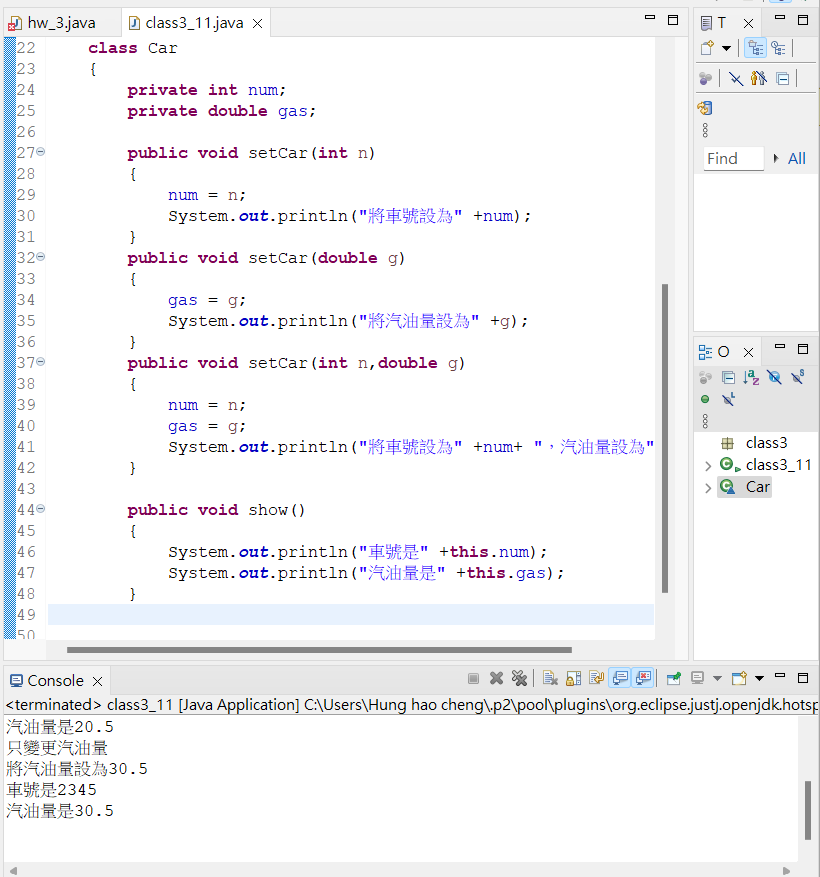 hw_3.java
class3_11.java
22 class Car
23 {
24 private int num;
25 private double gas;
26
27 public void setCar(int n)
28 {
29 num = n;
30 System.out.println("將車號設為" +num);
31 }
32 public void setCar(double g)
33 {
34 gas = g;
35 System.out.println("將汽油量設為" +g);
36 }
37 public void setCar(int n,double g)
38 {
39 num = n;
40 gas = g;
41 System.out.println("將車號設為" +num+ "，汽油量設為"
42 }
43
44 public void show()
45 {
46 System.out.println("車號是" +this.num);
47 System.out.println("汽油量是" +this.gas);
48 }
49
50
T
Find
All
O
class3
class3_11
Car
Console
<terminated> class3_11 [Java Application] C:\Users\Hung hao cheng\.p2\pool\plugins\org.eclipse.justj.openjdk.hotsp
汽油量是20.5
只變更汽油量
將汽油量設為30.5
車號是2345
汽油量是30.5